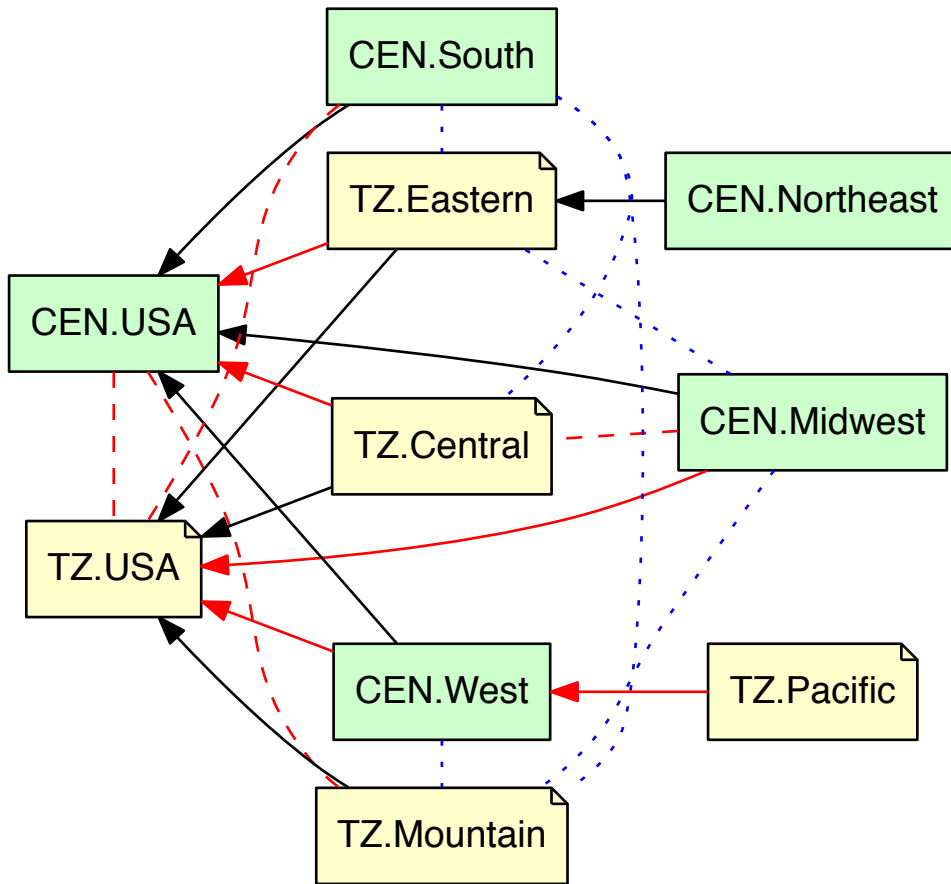 CEN.South
TZ.Eastern
CEN.Northeast
CEN.USA
CEN.Midwest
TZ.Central
TZ.USA
CEN.West
TZ.Pacific
TZ.Mountain